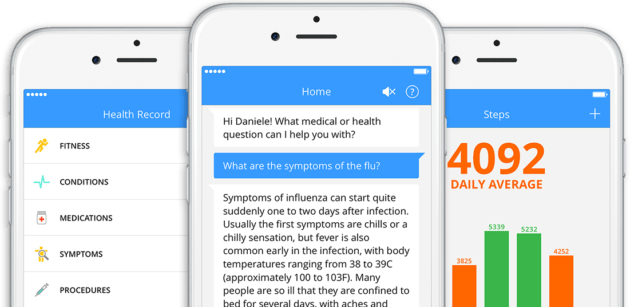 Health Record
FITNESS
CONDITIONS
MEDICATIONS
SYMPTOMS
PROCEDURES
Home
?
Hi Daniele! What medical or health
question can I help you with?
What are the symptoms of the flu?
Symptoms of influenza can start quite
suddenly one to two days after infection.
Usually the first symptoms are chills or a
chilly sensation, but fever is also
common early in the infection, with body
temperatures ranging from 38 to 39C
(approximately 100 to 103F). Many
people are so ill that they are confined to
bed for several days, with aches and
Steps
+
4092
DAILY AVERAGE
3825
5339
5232
4252